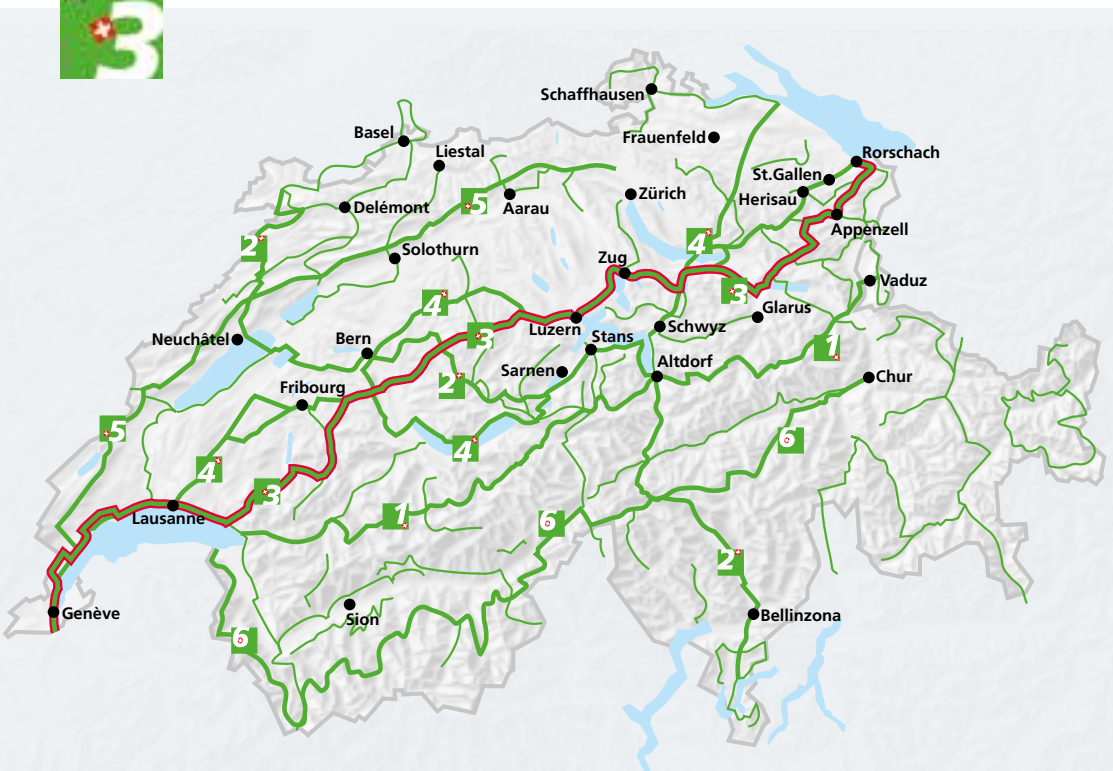 3
Schaffhausen
Basel
Frauenfeld
Liestal
Rorschach
St.Gallen
Zürich
Herisau
5
Aarau
Delémont
Appenzell
4
2
Solothurn
Zug
Vaduz
3
4
Glarus
Luzern
Schwyz
Neuchâtel
Bern
3
Stans
1
Altdorf
Sarnen
Chur
2
Fribourg
5
6
4
4
3
Lausanne
1
6
2
Genève
Sion
Bellinzona
6